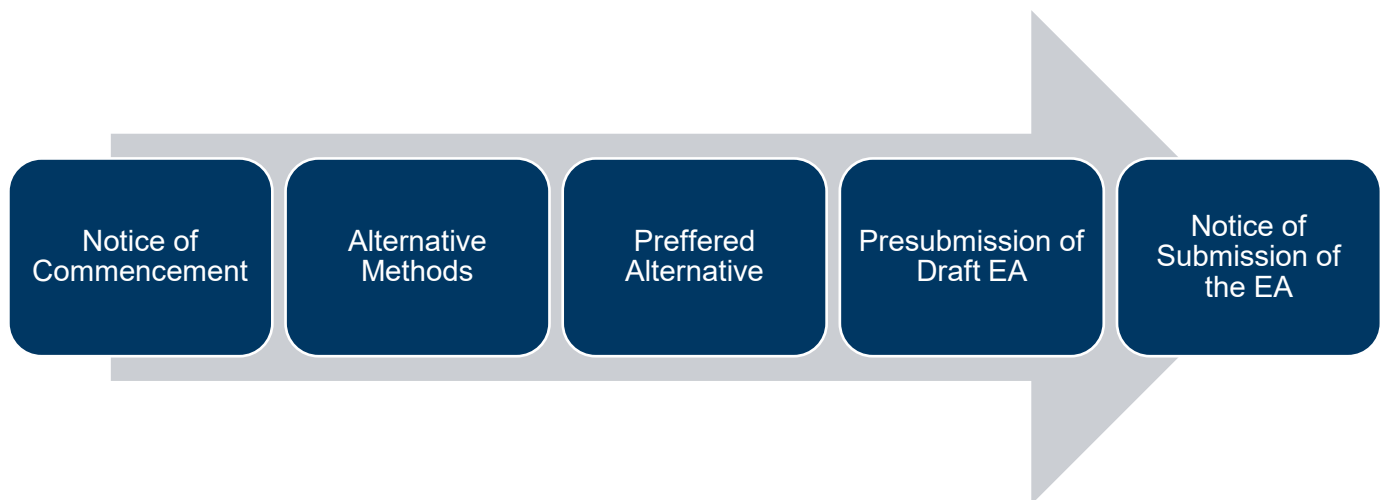 Notice of
Commencement
Alternative
Methods
Preffered
Alternative
Presubmission of
Draft EA
Notice of
Submission of
the EA